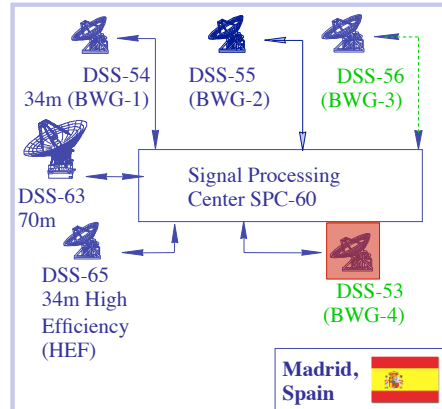 DSS-54
34m (BWG-1)
DSS-55
(BWG-2)
DSS-56
(BWG-3)
DSS-63
70m
Signal Processing
Center SPC-60
DSS-65
34m High
Efficiency
(HEF)
DSS-53
(BWG-4)
Madrid,
Spain